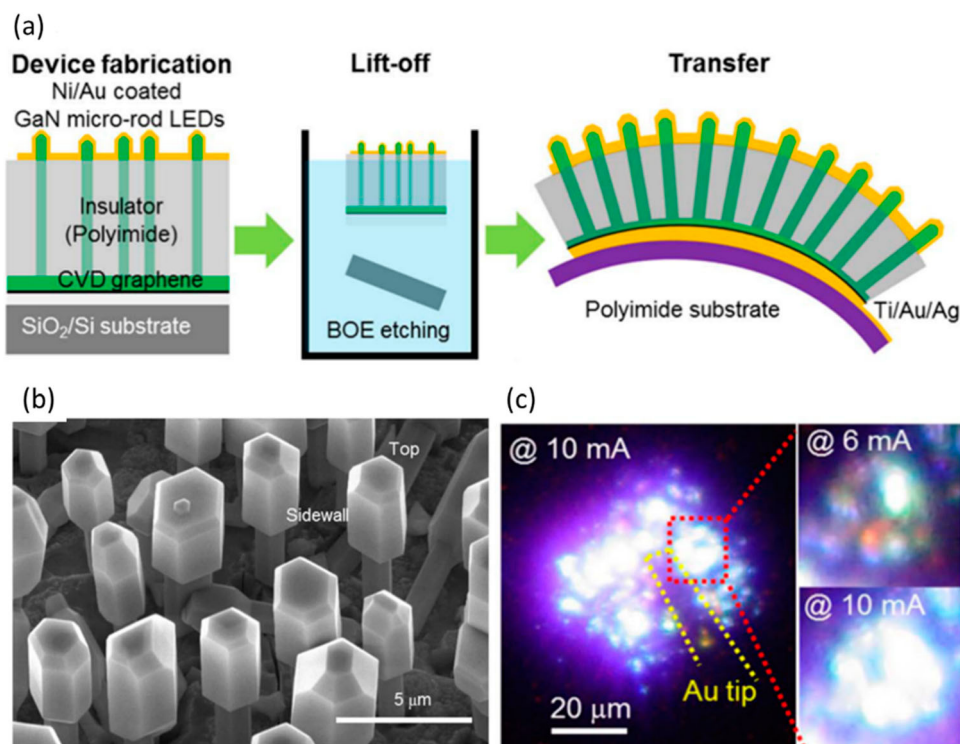 (a)
Device fabrication
Ni/Au coated
GaN micro-rod LEDs
Insulator
(Polyimide)
CVD graphene
SiO₂/Si substrate
Lift-off
BOE etching
Transfer
Polyimide substrate
Ti/Au/Ag
(b)
Top
Sidewall
5 μm
(c)
@ 10 mA
Au tip
20 μm
@ 6 mA
@ 10 mA